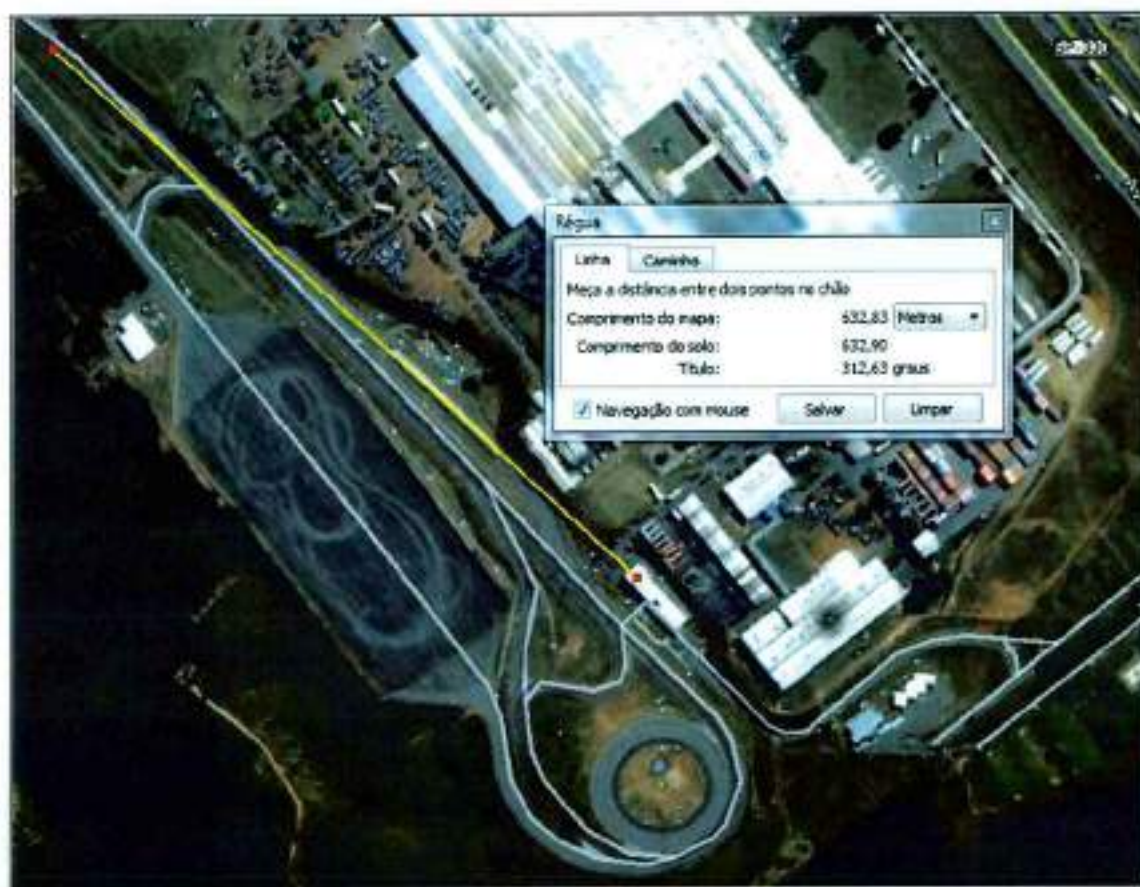 Régua
Linha Caminho
Meça a distância entre dois pontos no chão
Comprimento do mapa: 632,83 Metros
Comprimento do solo: 632,90
Título: 312,63 graus
Navegação com mouse Salvar Limpar